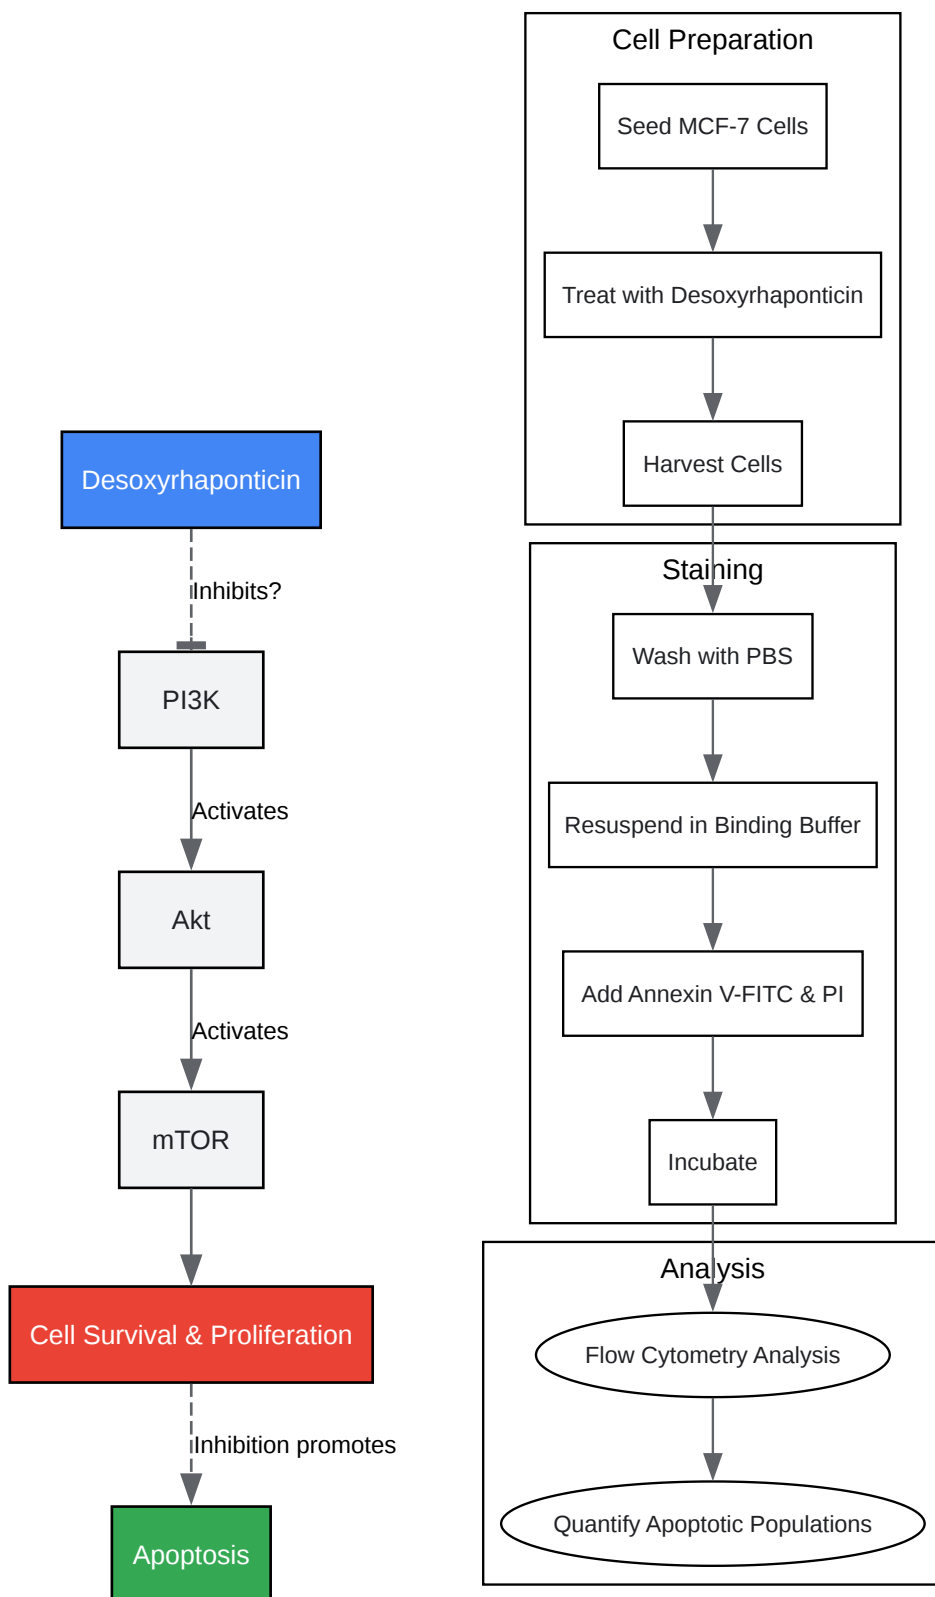 Desoxyrhaponticin
Inhibits?
PI3K
Activates
Akt
Activates
mTOR
Cell Survival & Proliferation
Inhibition promotes
Apoptosis
Cell Preparation
Seed MCF-7 Cells
Treat with Desoxyrhaponticin
Harvest Cells
Staining
Wash with PBS
Resuspend in Binding Buffer
Add Annexin V-FITC & PI
Incubate
Analysis
Flow Cytometry Analysis
Quantify Apoptotic Populations